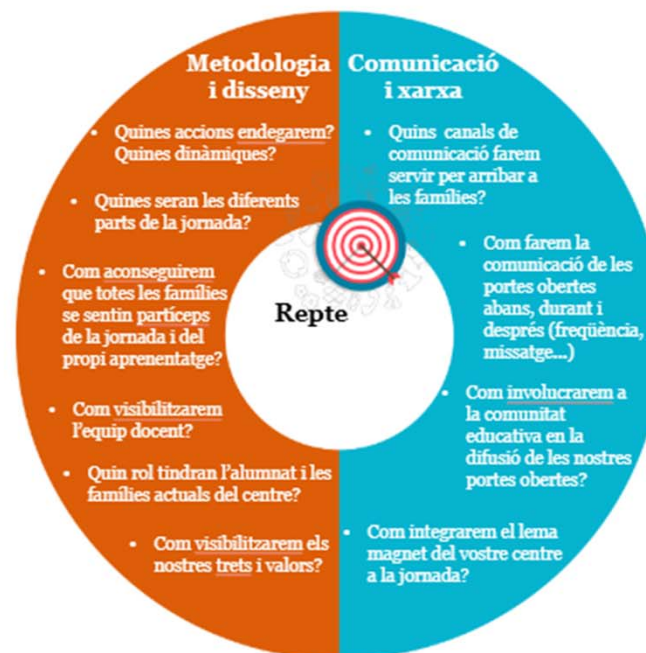 Metodologia
i disseny
• Quines accions endegarem?
Quines dinàmiques?
• Quines seran les diferents
parts de la jornada?
• Com aconseguirem
que totes les famílies
se sentin partíceps
de la jornada i del
propi aprenentatge?
• Com visibilitzarem
l'equip docent?
• Quin rol tindran l'alumnat i les
famílies actuals del centre?
• Com visibilitzarem els
nostres trets i valors?
Repte
Comunicació
i xarxa
• Quins canals de
comunicació farem
servir per arribar a
les famílies?
• Com farem la
comunicació de les
portes obertes
abans, durant i
després (freqüència,
missatge...)
• Com involucrarem a
la comunitat
educativa en la
difusió de les nostres
portes obertes?
• Com integrarem el lema
magnet del vostre centre
a la jornada?